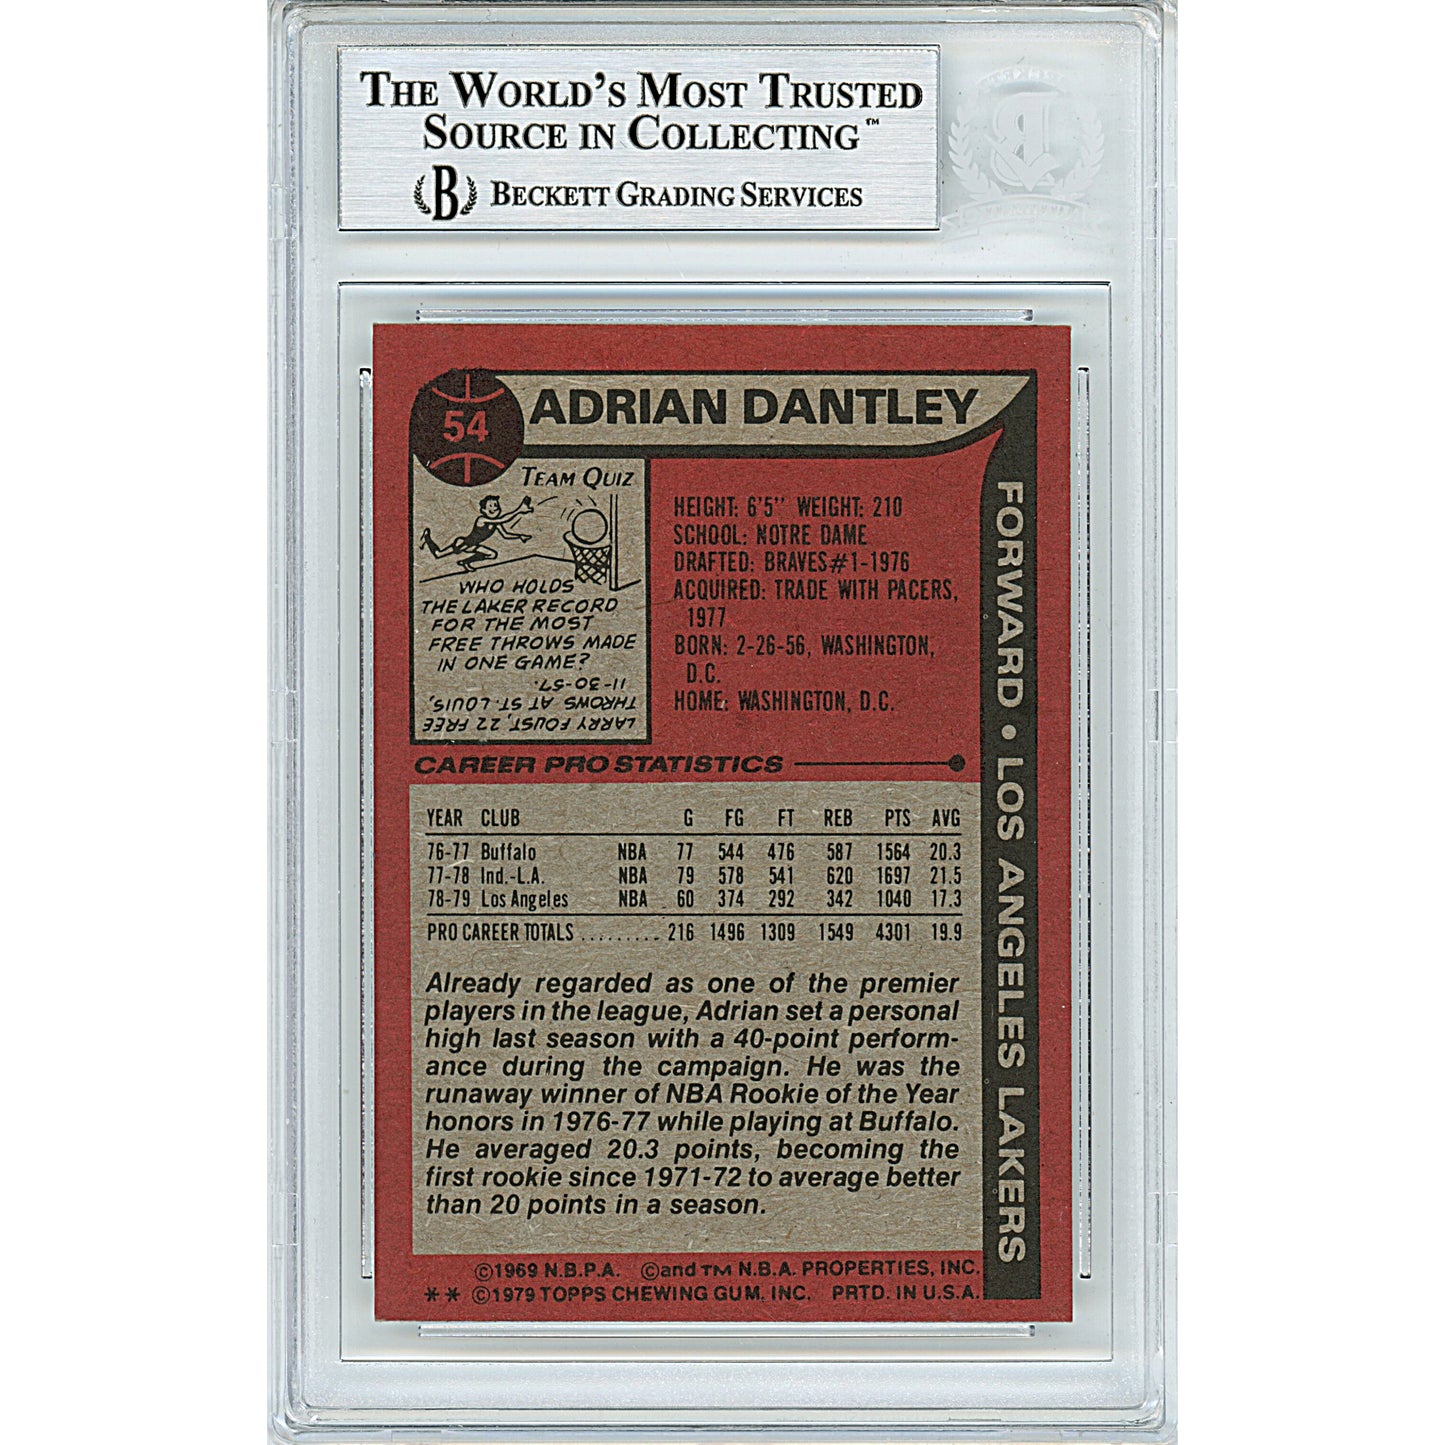 THE WORLD'S MOST TRUSTED
SOURCE IN COLLECTING™
B BECKETT GRADING SERVICES
54
ADRIAN DANTLEY
TEAM QUIZ
WHO HOLDS
THE LAKER RECORD
FOR THE MOST
FREE THROWS MADE
IN ONE GAME?
LARRY FOUST, 22 FREE
THROWS AT ST. LOUIS,
11-30-57.
HEIGHT: 6'5" WEIGHT: 210
SCHOOL: NOTRE DAME
DRAFTED: BRAVES#1-1976
ACQUIRED: TRADE WITH PACERS,
1977
BORN: 2-26-56, WASHINGTON,
D.C.
HOME: WASHINGTON, D.C.
FORWARD • LOS ANGELES LAKERS
CAREER PRO STATISTICS
YEAR CLUB G FG FT REB PTS AVG
76-77 Buffalo NBA 77 544 476 587 1564 20.3
77-78 Ind.-L.A. NBA 79 578 541 620 1697 21.5
78-79 Los Angeles NBA 60 374 292 342 1040 17.3
PRO CAREER TOTALS ......... 216 1496 1309 1549 4301 19.9
Already regarded as one of the premier
players in the league, Adrian set a personal
high last season with a 40-point perform-
ance during the campaign. He was the
runaway winner of NBA Rookie of the Year
honors in 1976-77 while playing at Buffalo.
He averaged 20.3 points, becoming the
first rookie since 1971-72 to average better
than 20 points in a season.
©1969 N.B.P.A. ©and TM N.B.A. PROPERTIES, INC.
** ©1979 TOPPS CHEWING GUM, INC. PRTD. IN U.S.A.